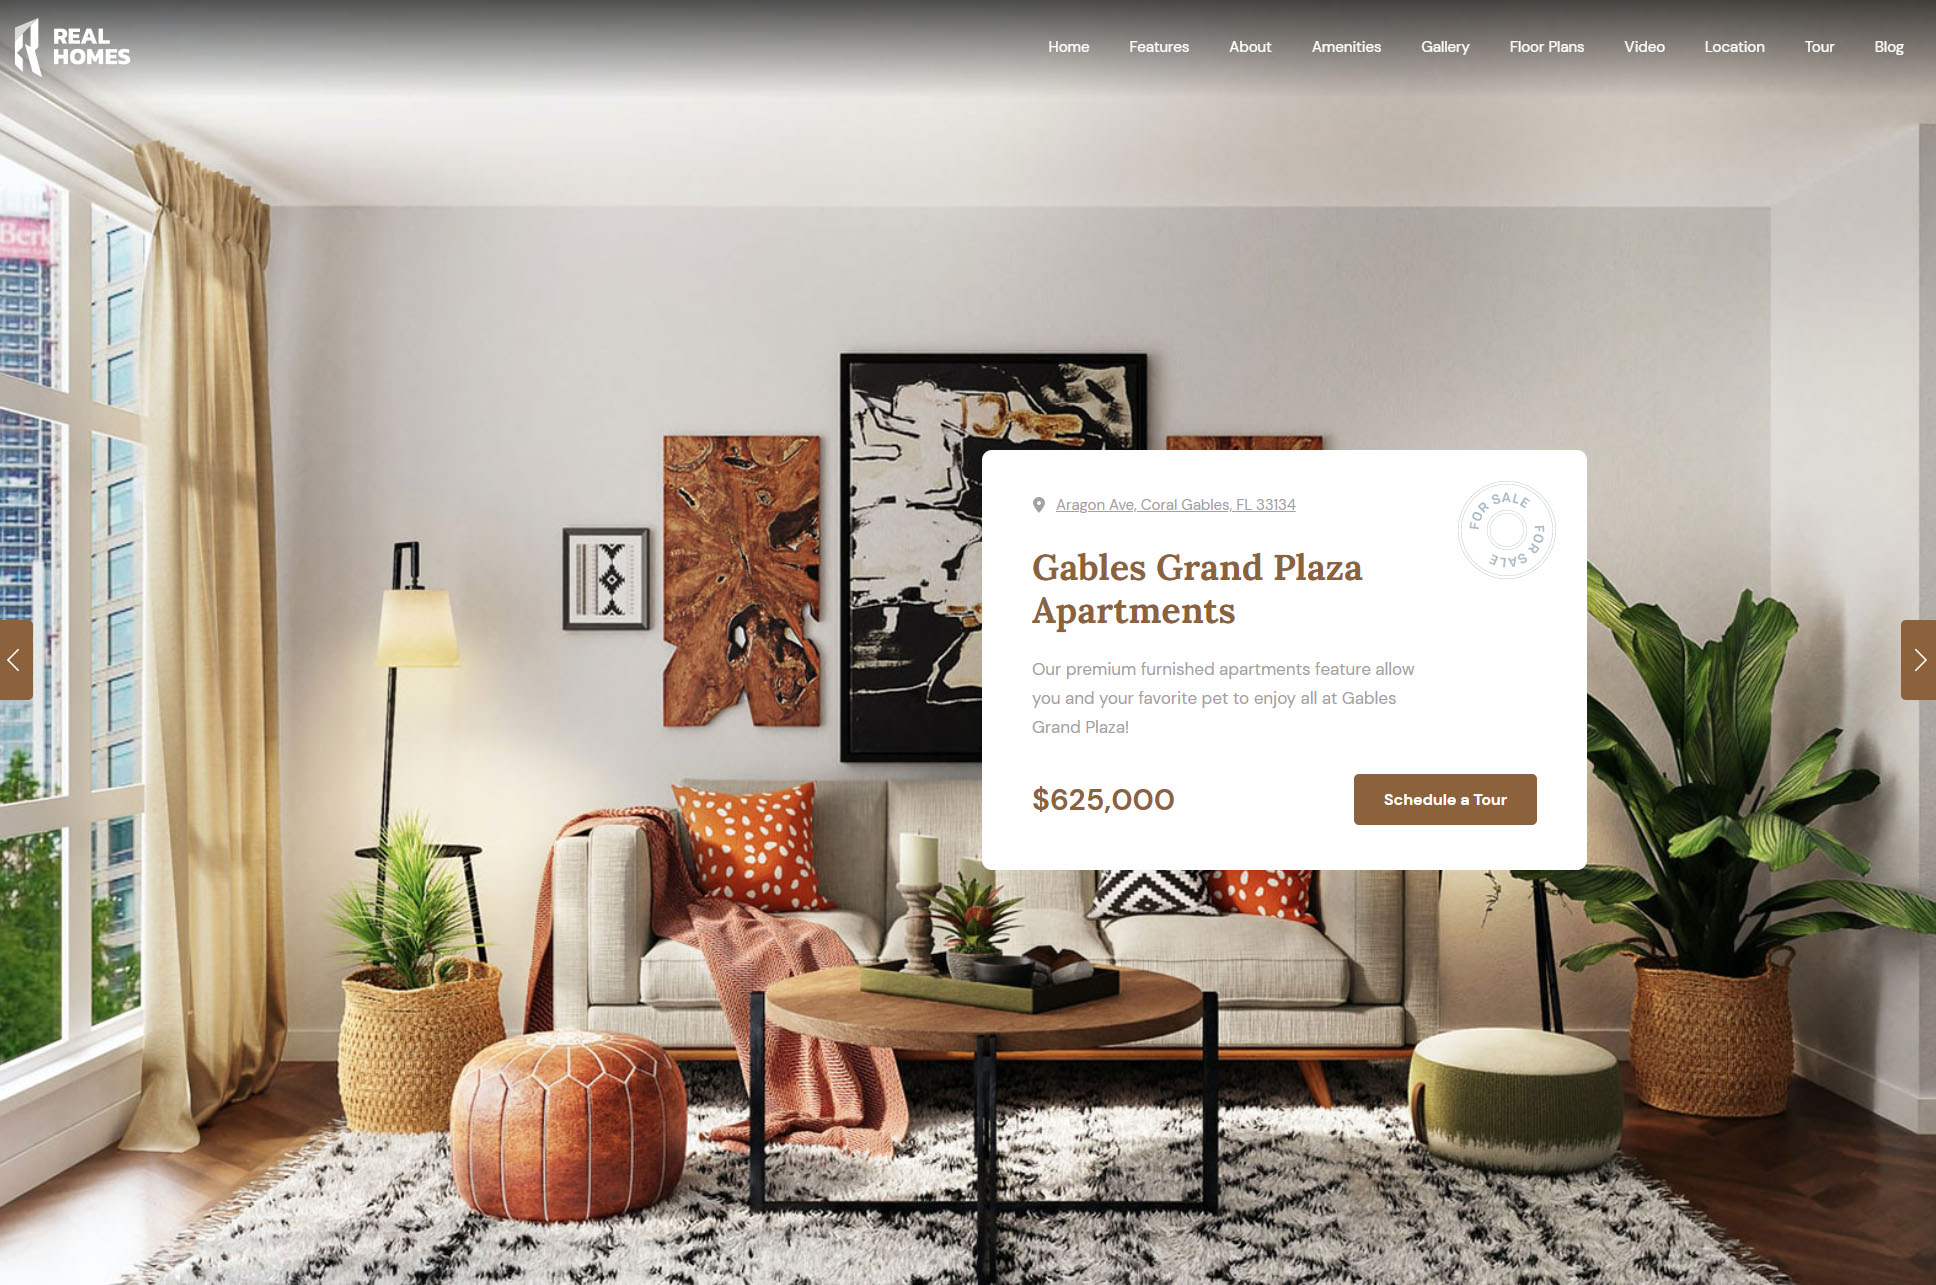 REAL
HOMES
Home Features About Amenities Gallery Floor Plans Video Location Tour Blog
Aragon Ave, Coral Gables, FL 33134
FOR SALE FOR SALE
Gables Grand Plaza
Apartments
Our premium furnished apartments feature allow
you and your favorite pet to enjoy all at Gables
Grand Plaza!
$625,000
Schedule a Tour